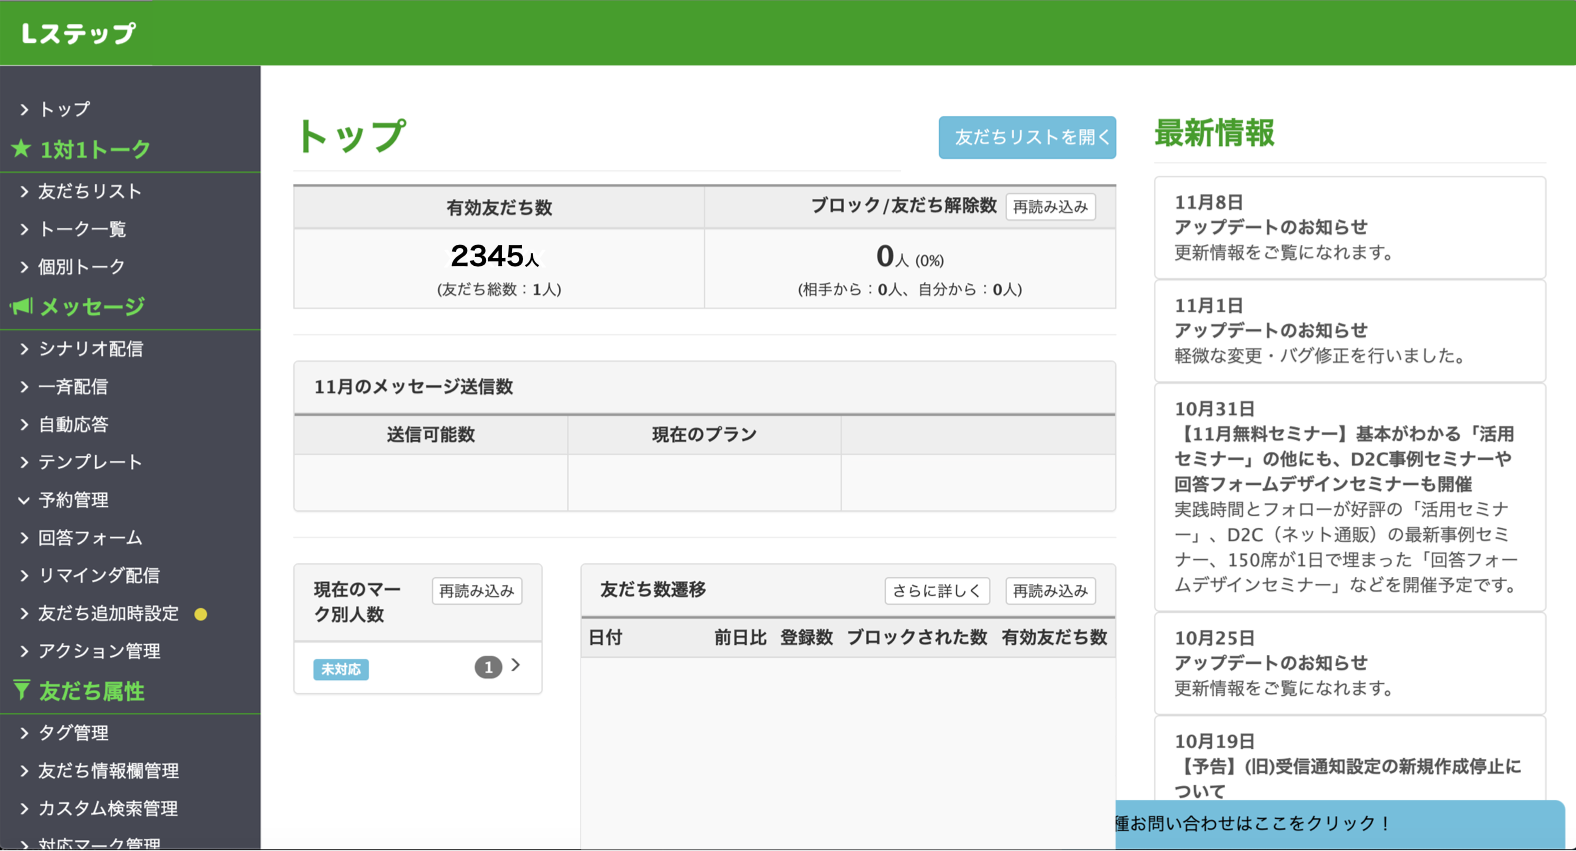 Lステップ
トップ
1対1トーク
友だちリスト
トーク一覧
個別トーク
メッセージ
シナリオ配信
一斉配信
自動応答
テンプレート
予約管理
回答フォーム
リマインダ配信
友だち追加時設定
アクション管理
友だち属性
タグ管理
友だち情報欄管理
カスタム検索管理
対応マーク管理
トップ
友だちリストを開く
有効友だち数
ブロック/友だち解除数 再読み込み
2345人
(友だち総数：1人)
0人 (0%)
(相手から：0人、自分から：0人)
11月のメッセージ送信数
送信可能数 現在のプラン
現在のマー
ク別人数
再読み込み
未対応 1
友だち数遷移 さらに詳しく 再読み込み
日付 前日比 登録数 ブロックされた数 有効友だち数
最新情報
11月8日
アップデートのお知らせ
更新情報をご覧になれます。
11月1日
アップデートのお知らせ
軽微な変更・バグ修正を行いました。
10月31日
【11月無料セミナー】基本がわかる「活用
セミナー」の他にも、D2C事例セミナーや
回答フォームデザインセミナーも開催
実践時間とフォローが好評の「活用セミナ
ー」、D2C（ネット通販）の最新事例セミ
ナー、150席が1日で埋まった「回答フォー
ムデザインセミナー」などを開催予定です。
10月25日
アップデートのお知らせ
更新情報をご覧になれます。
10月19日
【予告】(旧)受信通知設定の新規作成停止に
ついて
種お問い合わせはここをクリック！